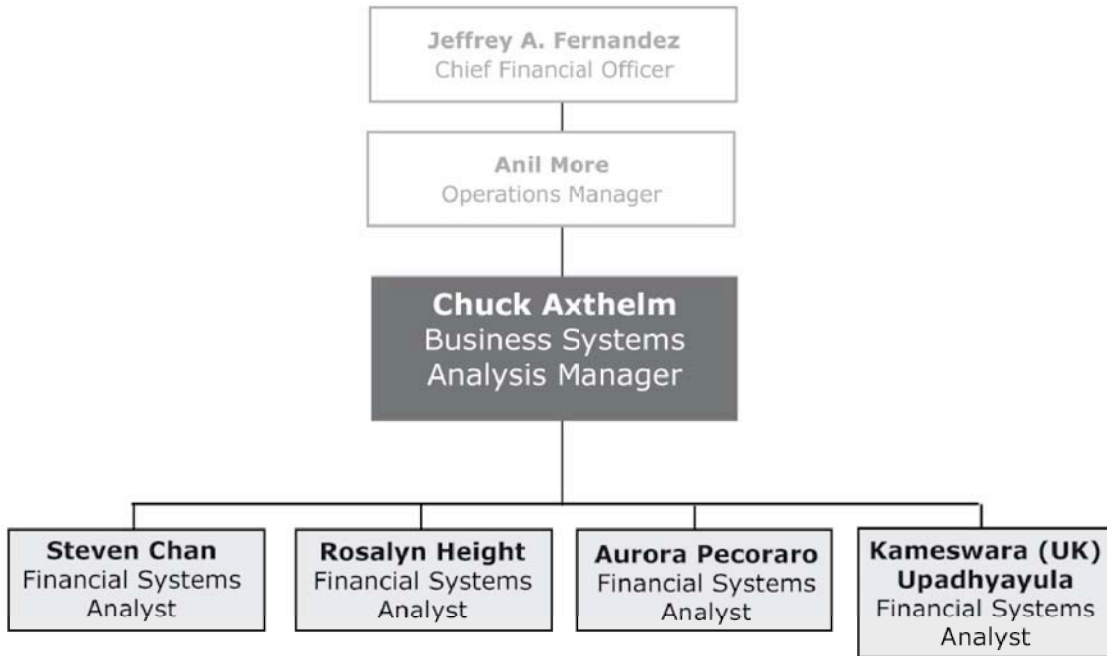 Jeffrey A. Fernandez
Chief Financial Officer
Anil More
Operations Manager
Chuck Axthelm
Business Systems
Analysis Manager
Steven Chan
Financial Systems
Analyst
Rosalyn Height
Financial Systems
Analyst
Aurora Pecoraro
Financial Systems
Analyst
Kameswara (UK)
Upadhyayula
Financial Systems
Analyst